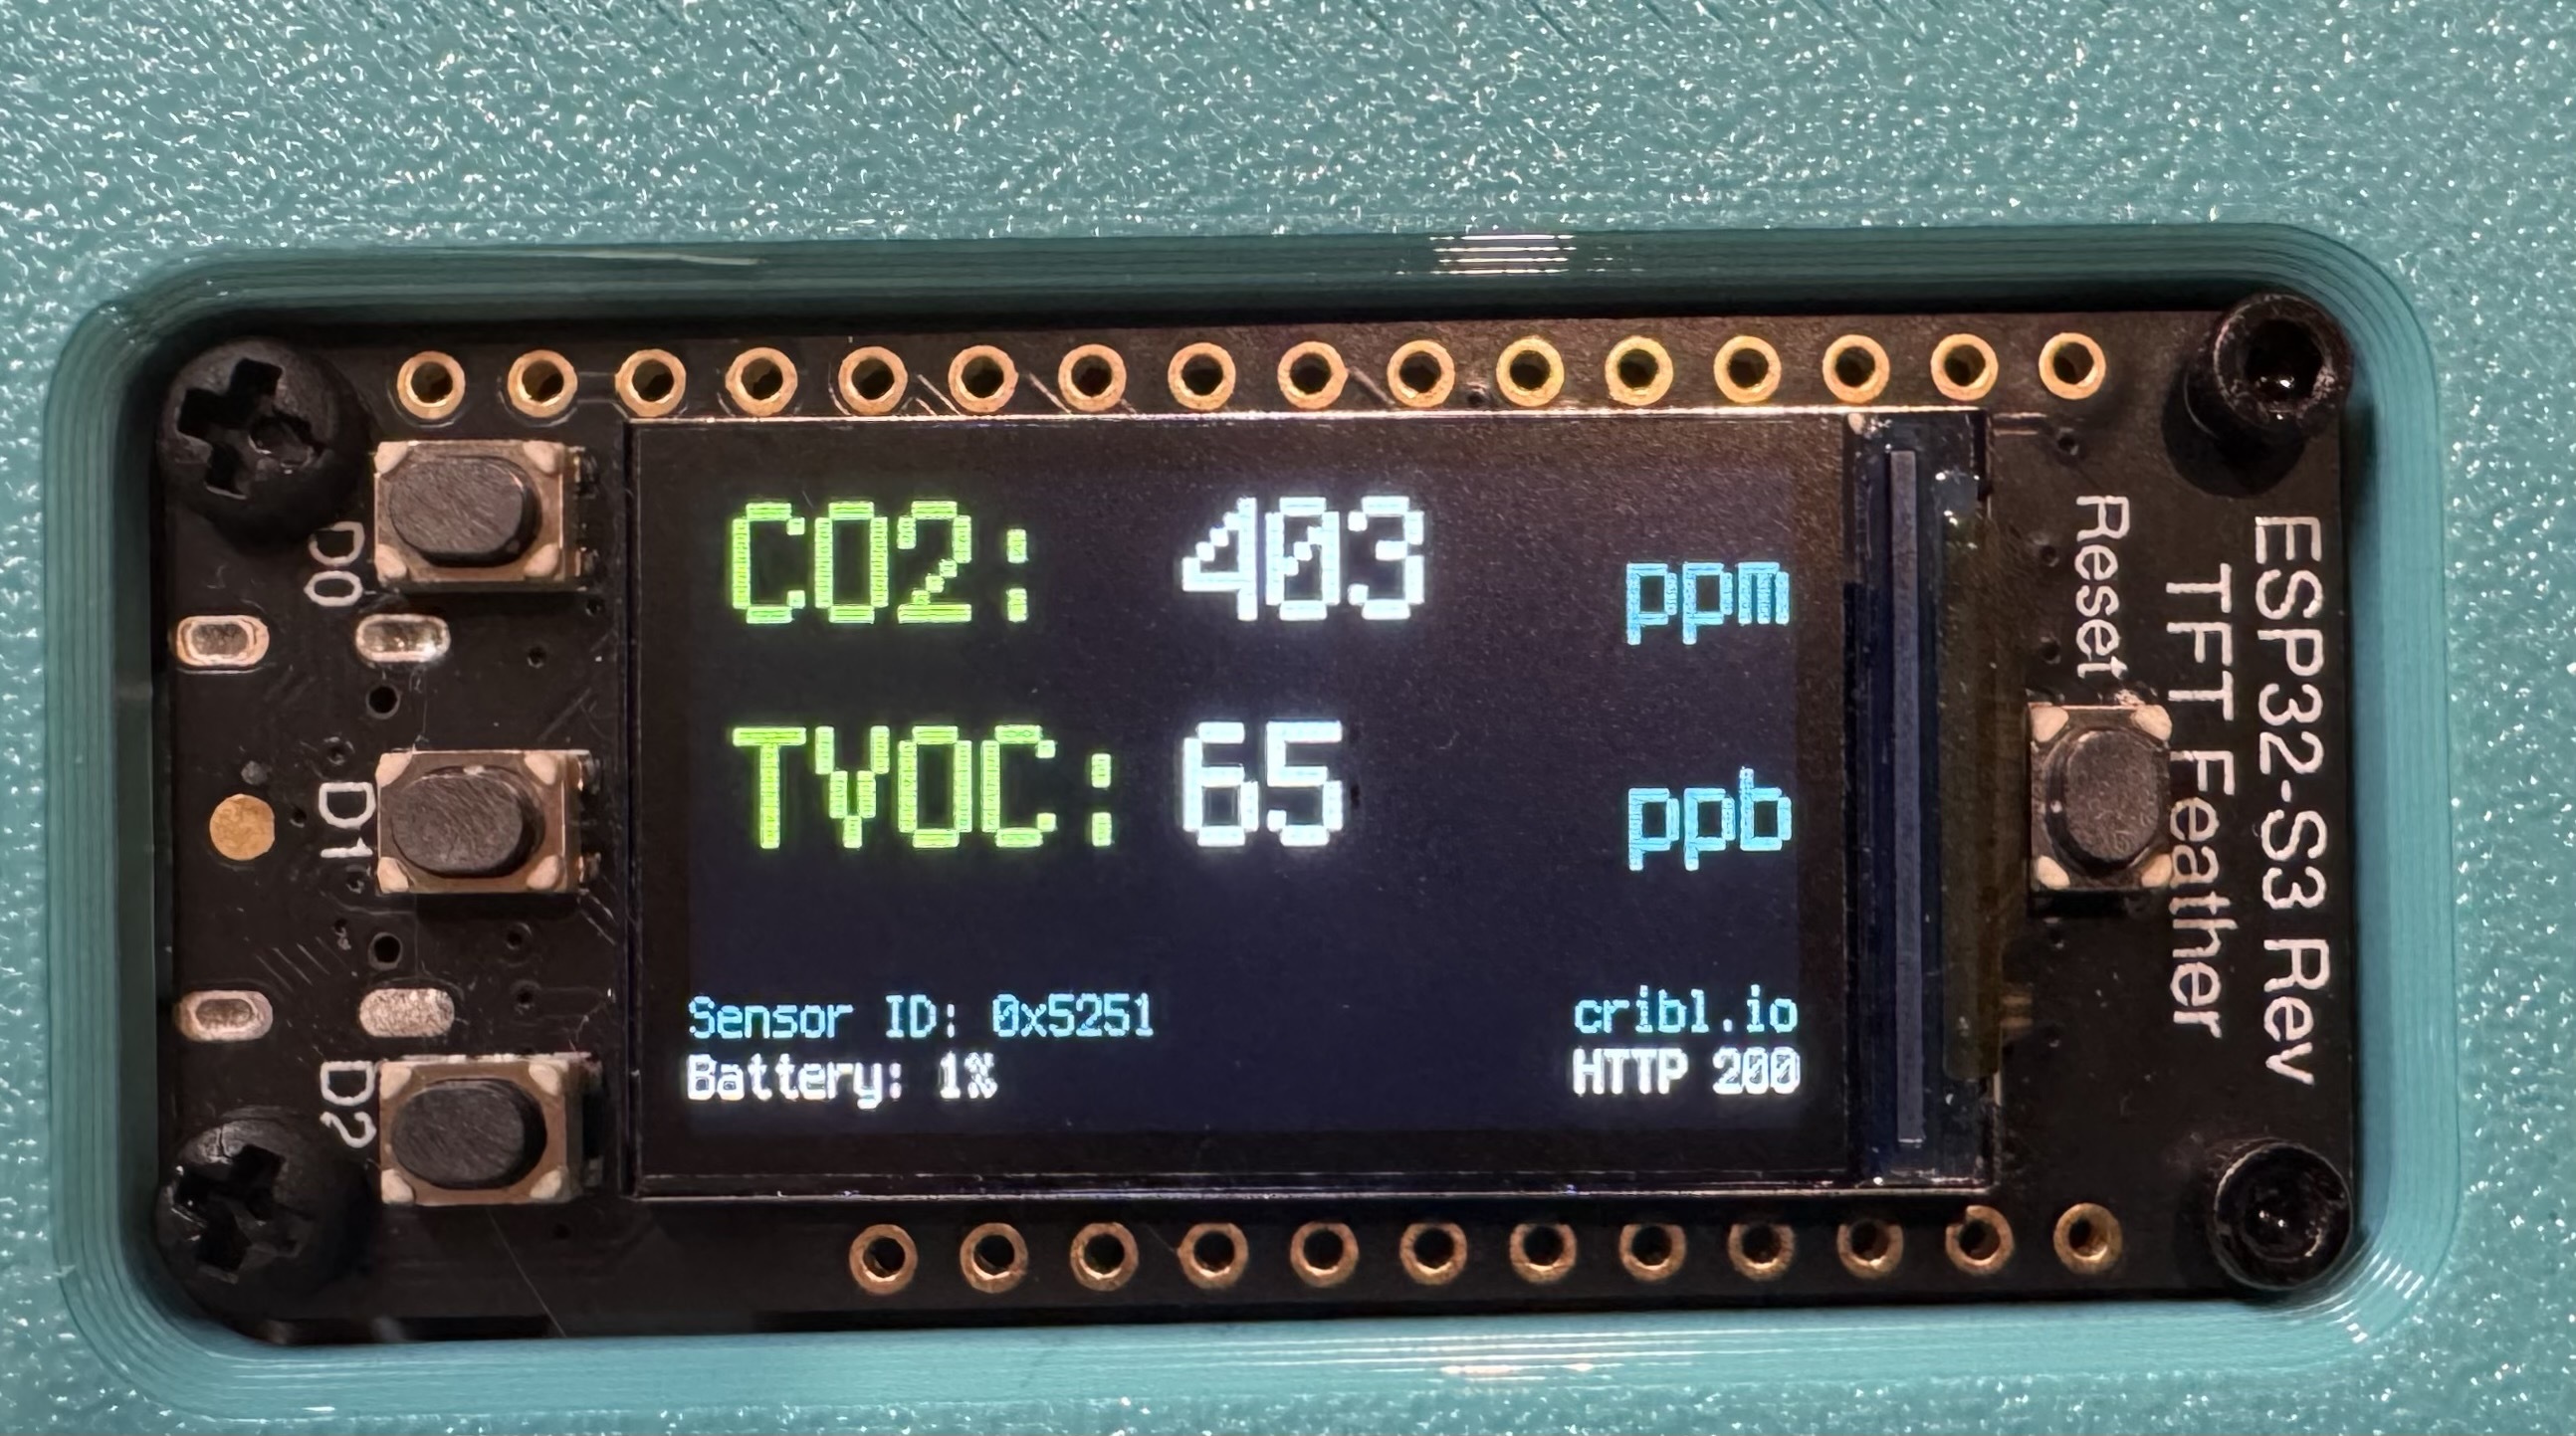 CO2: 403 ppm
TVOC: 65 ppb
Sensor ID: 0x5251
cribl.io
Battery: 1%
HTTP 200
D0
D1
D2
Reset
ESP32-S3 Rev
TFT Feather